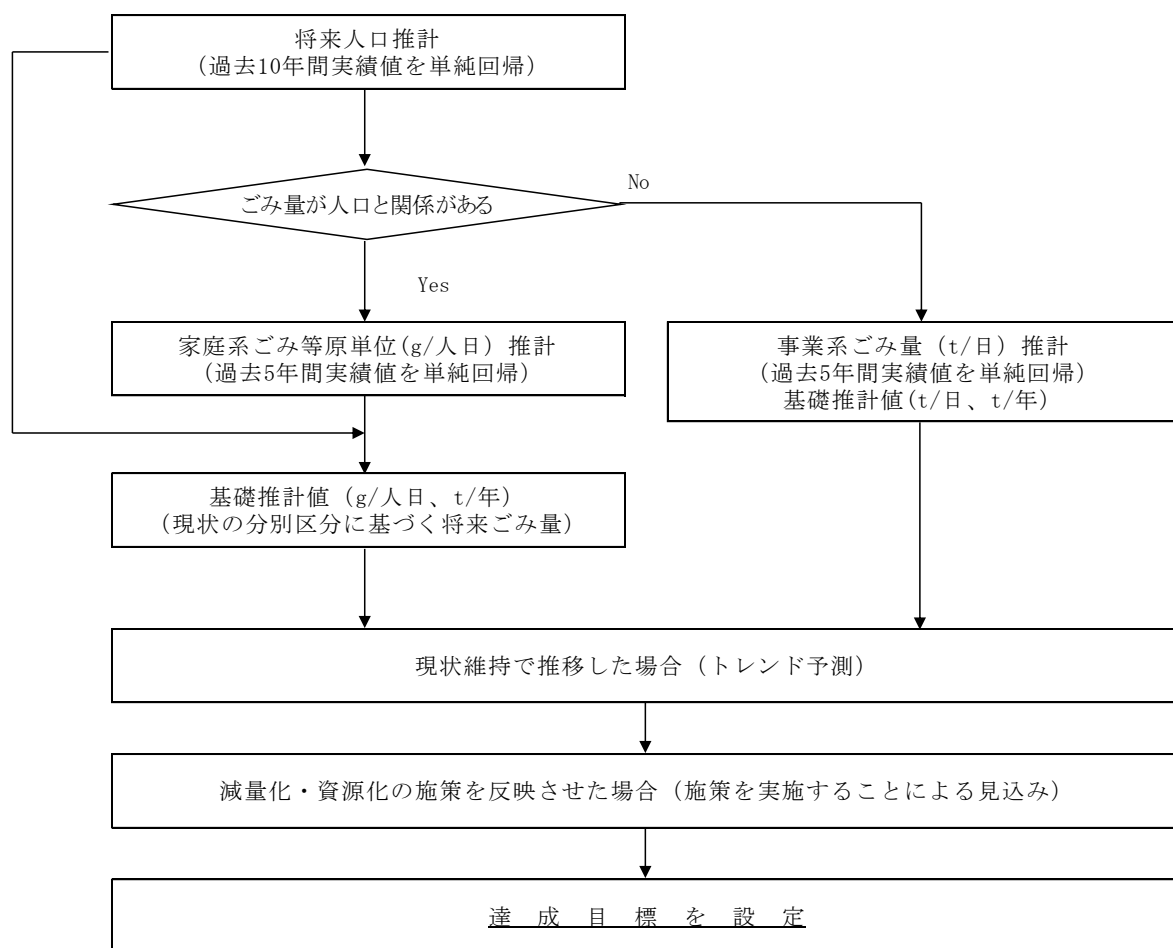 将来人口推計
(過去10年間実績値を単純回帰)
ごみ量が人口と関係がある
No
Yes
家庭系ごみ等原単位(g/人日) 推計
(過去5年間実績値を単純回帰)
事業系ごみ量 (t/日) 推計
(過去5年間実績値を単純回帰)
基礎推計値(t/日、t/年)
基礎推計値 (g/人日、t/年)
(現状の分別区分に基づく将来ごみ量)
現状維持で推移した場合 (トレンド予測)
減量化・資源化の施策を反映させた場合 (施策を実施することによる見込み)
達 成 目 標 を 設 定